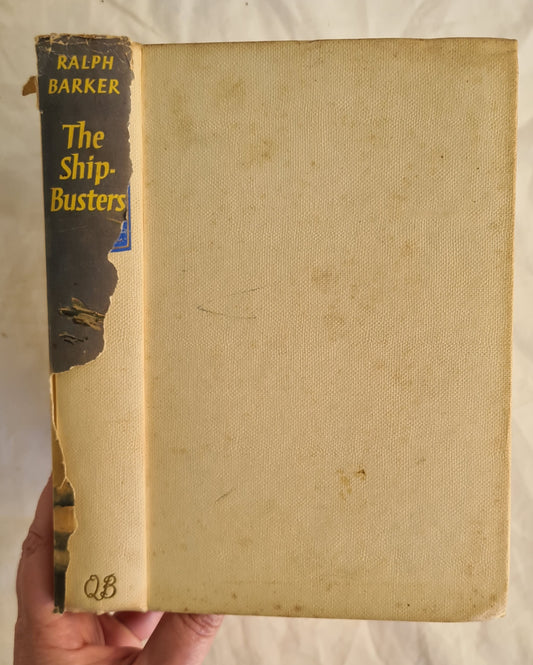 RALPH
BARKER
The
Ship-
Busters
QB